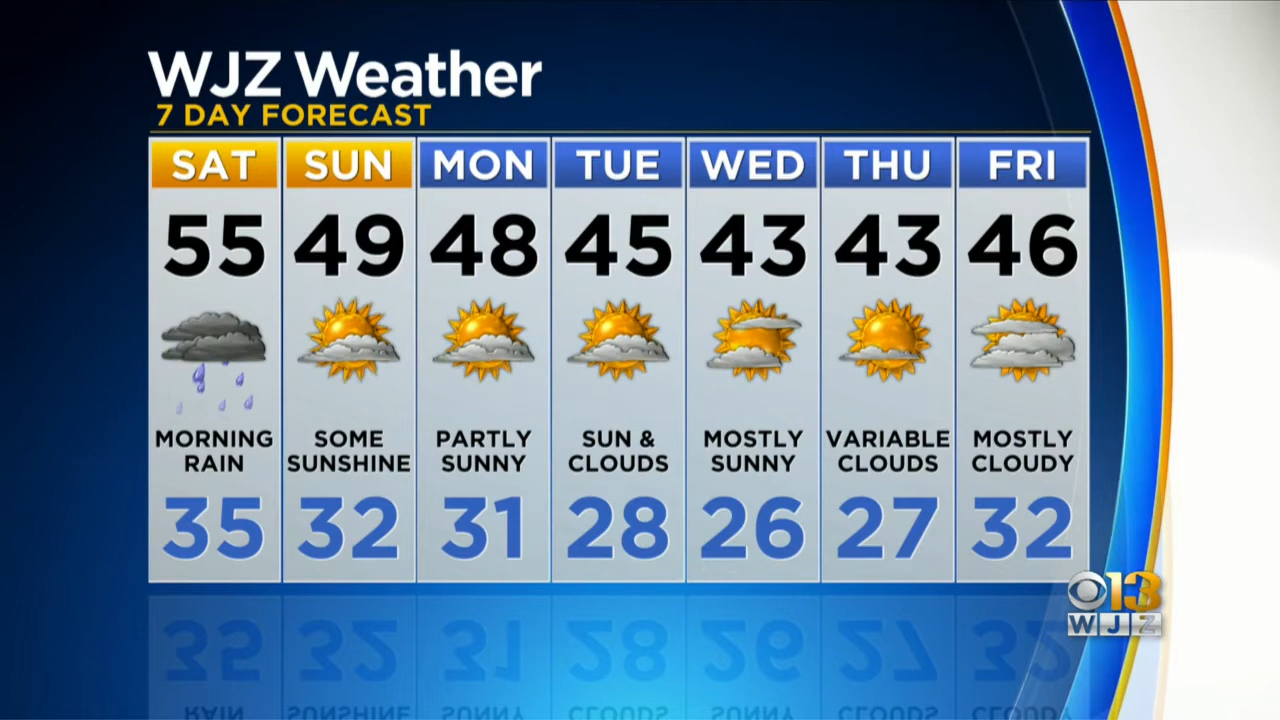 WJZ Weather
7 DAY FORECAST
SAT SUN MON TUE WED THU FRI
55 49 48 45 43 43 46
MORNING SOME PARTLY SUN & MOSTLY VARIABLE MOSTLY
RAIN SUNSHINE SUNNY CLOUDS SUNNY CLOUDS CLOUDY
35 32 31 28 26 27 32
13
WJZ